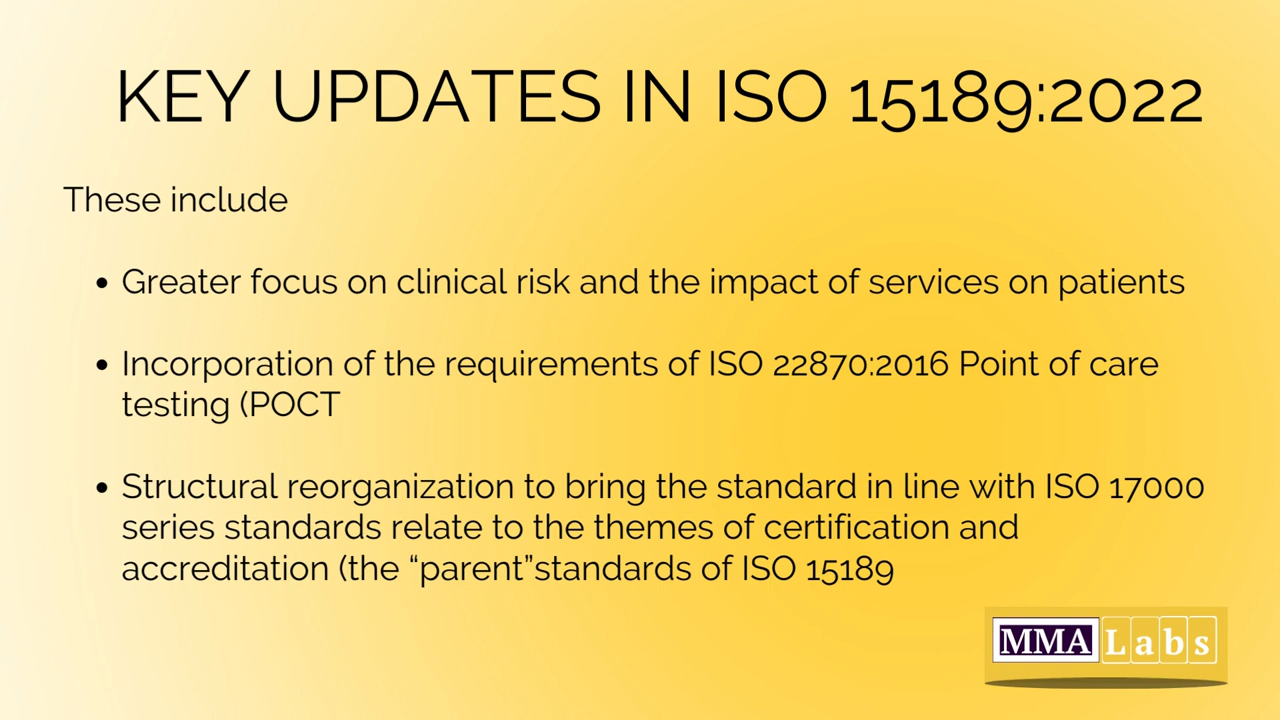 KEY UPDATES IN ISO 15189:2022
These include
• Greater focus on clinical risk and the impact of services on patients
• Incorporation of the requirements of ISO 22870:2016 Point of care
testing (POCT
• Structural reorganization to bring the standard in line with ISO 17000
series standards relate to the themes of certification and
accreditation (the “parent”standards of ISO 15189
MMA Labs